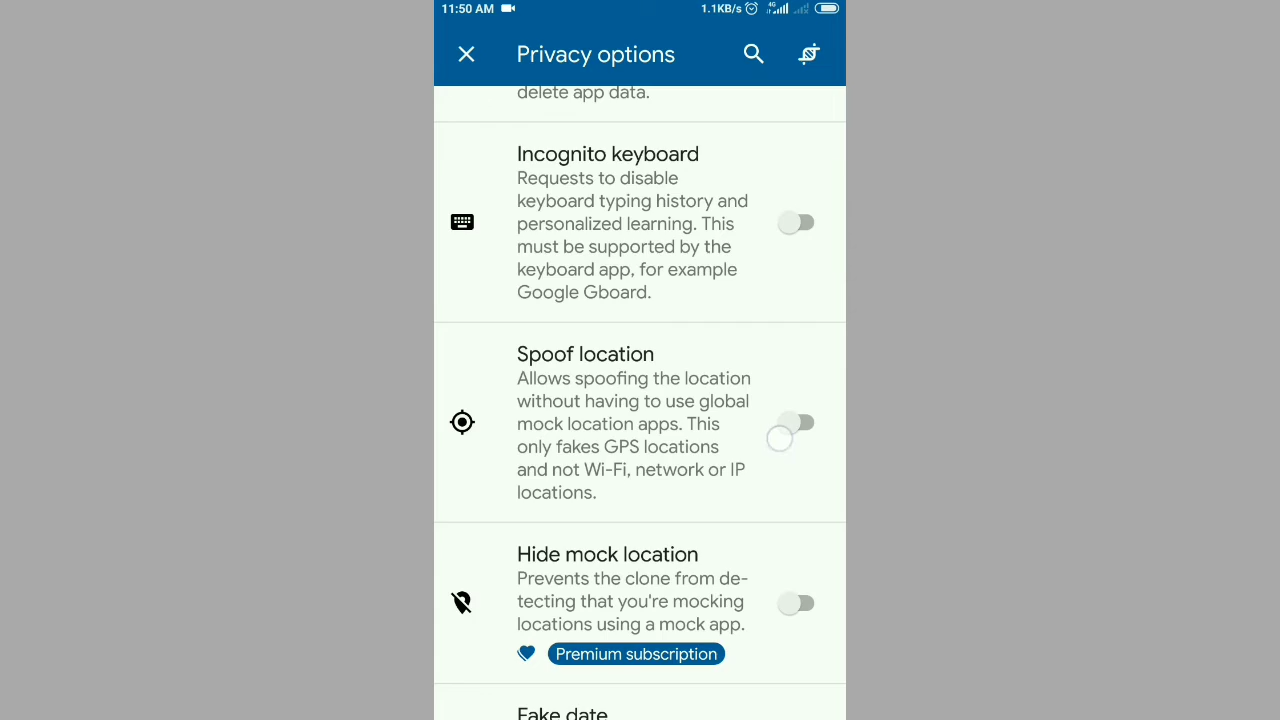 11:50 AM 1.1KB/s 4G
Privacy options
delete app data.
Incognito keyboard
Requests to disable
keyboard typing history and
personalized learning. This
must be supported by the
keyboard app, for example
Google Gboard.
Spoof location
Allows spoofing the location
without having to use global
mock location apps. This
only fakes GPS locations
and not Wi-Fi, network or IP
locations.
Hide mock location
Prevents the clone from de-
tecting that you're mocking
locations using a mock app.
Premium subscription
Fake date